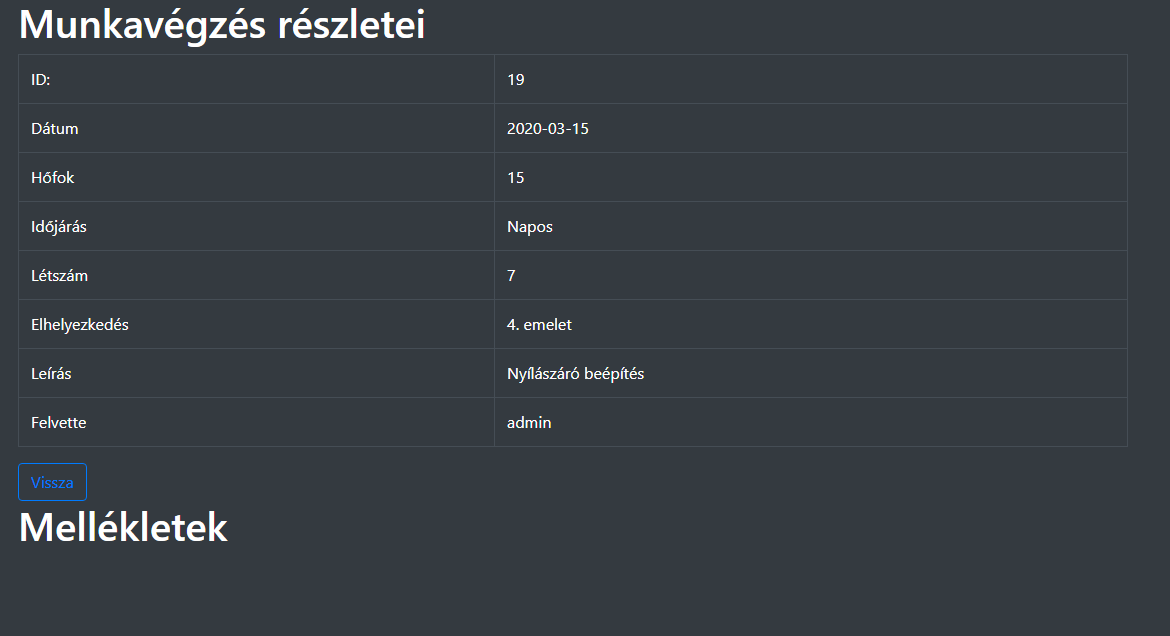 Munkavégzés részletei
ID: 19
Dátum 2020-03-15
Hőfok 15
Időjárás Napos
Létszám 7
Elhelyezkedés 4. emelet
Leírás Nyílászáró beépítés
Felvette admin
Vissza
Mellékletek